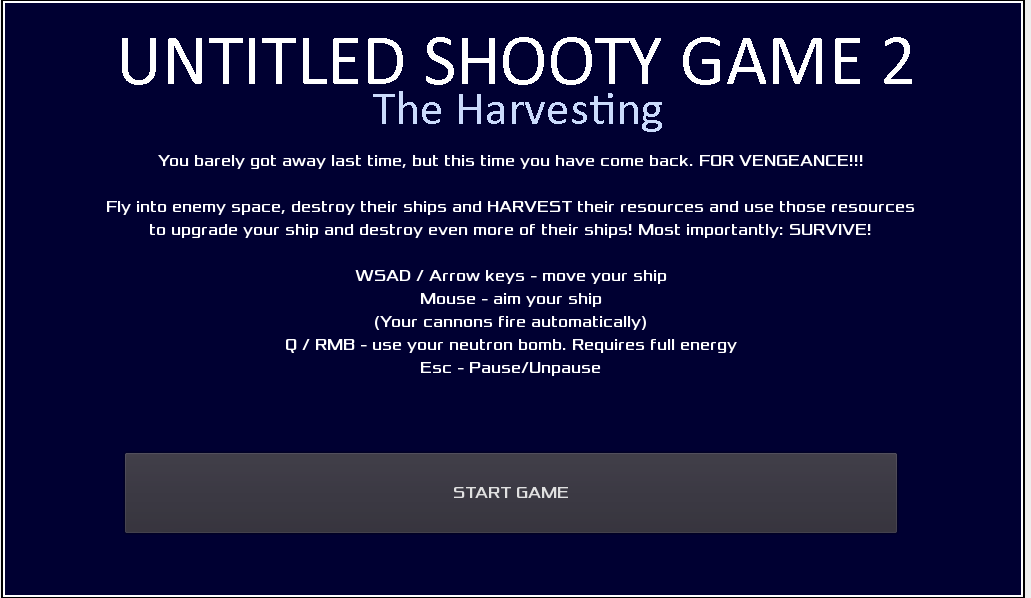 UNTITLED SHOOTY GAME 2
The Harvesting
You barely got away last time, but this time you have come back. FOR VENGEANCE!!!
Fly into enemy space, destroy their ships and HARVEST their resources and use those resources
to upgrade your ship and destroy even more of their ships! Most importantly: SURVIVE!
WSAD / Arrow keys - move your ship
Mouse - aim your ship
(Your cannons fire automatically)
Q / RMB - use your neutron bomb. Requires full energy
Esc - Pause/Unpause
START GAME